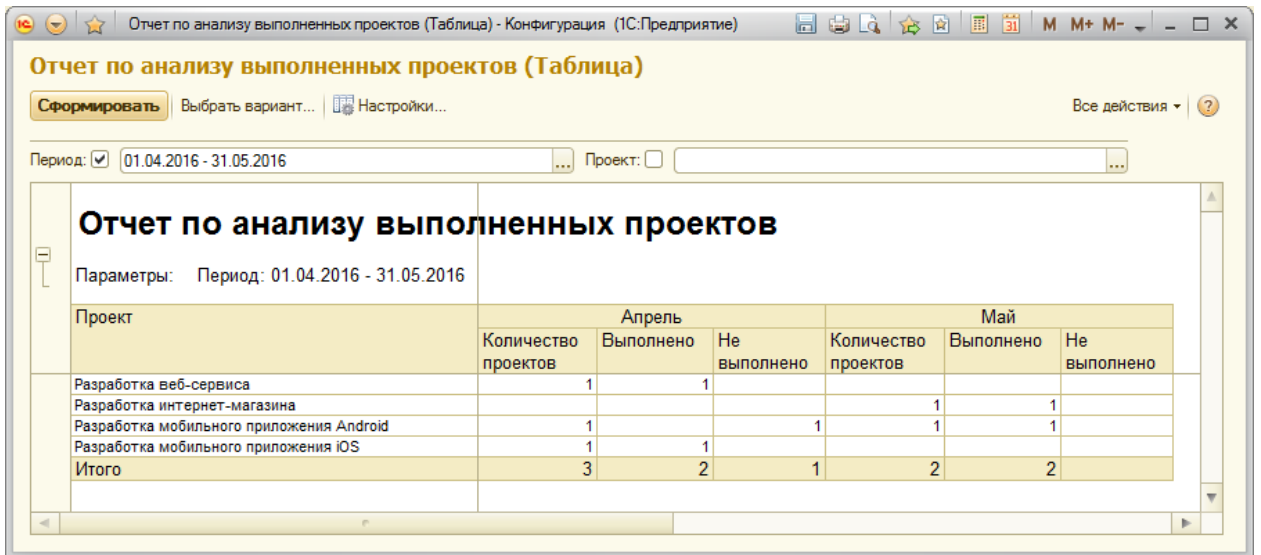 Отчет по анализу выполненных проектов (Таблица) - Конфигурация (1С:Предприятие) 31 M M+ M-
Отчет по анализу выполненных проектов (Таблица)
Сформировать Выбрать вариант... Настройки... Все действия ?
Период: 01.04.2016 - 31.05.2016 ... Проект: ...
Отчет по анализу выполненных проектов
Параметры: Период: 01.04.2016 - 31.05.2016
Проект Апрель Май
Количество Выполнено Не Количество Выполнено Не
проектов выполнено проектов выполнено
Разработка веб-сервиса 1 1
Разработка интернет-магазина 1 1
Разработка мобильного приложения Android 1 1 1 1
Разработка мобильного приложения iOS 1 1
Итого 3 2 1 2 2